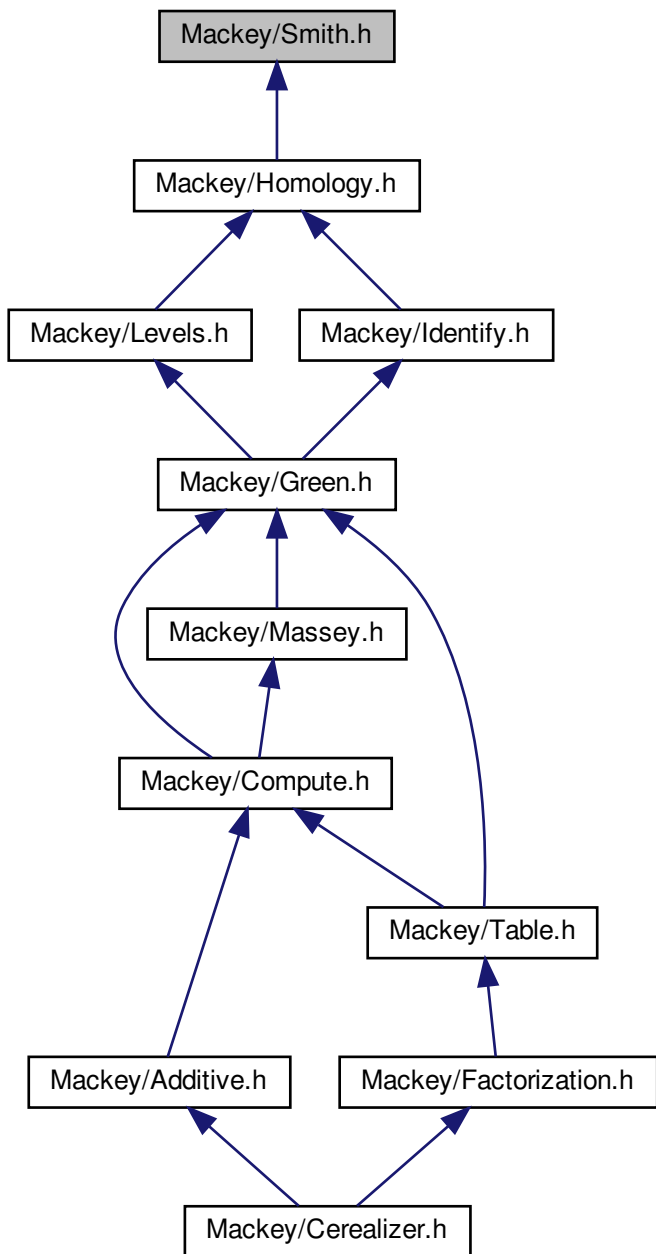 Mackey/Smith.h
Mackey/Homology.h
Mackey/Levels.h
Mackey/Identify.h
Mackey/Green.h
Mackey/Massey.h
Mackey/Compute.h
Mackey/Table.h
Mackey/Additive.h
Mackey/Factorization.h
Mackey/Cerealizer.h